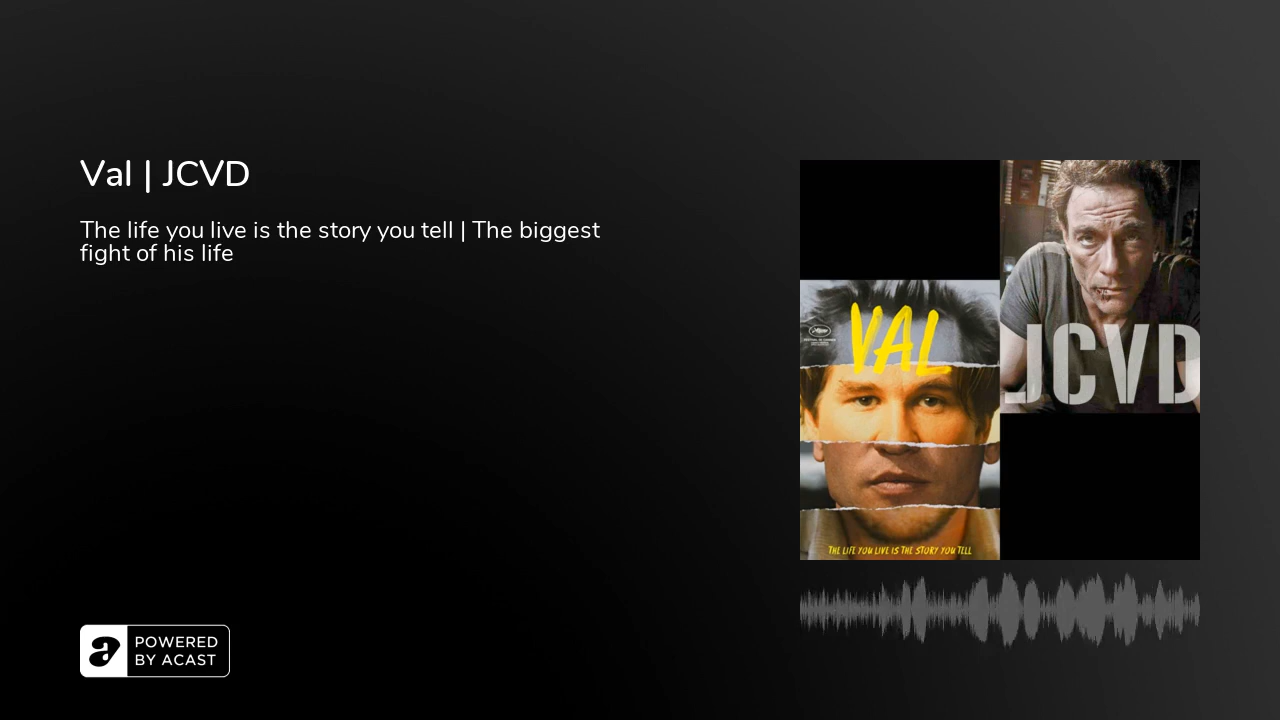 Val | JCVD
The life you live is the story you tell | The biggest
fight of his life
JCVD
VAL
THE LIFE YOU LIVE IS THE STORY YOU TELL
a POWERED
BY ACAST